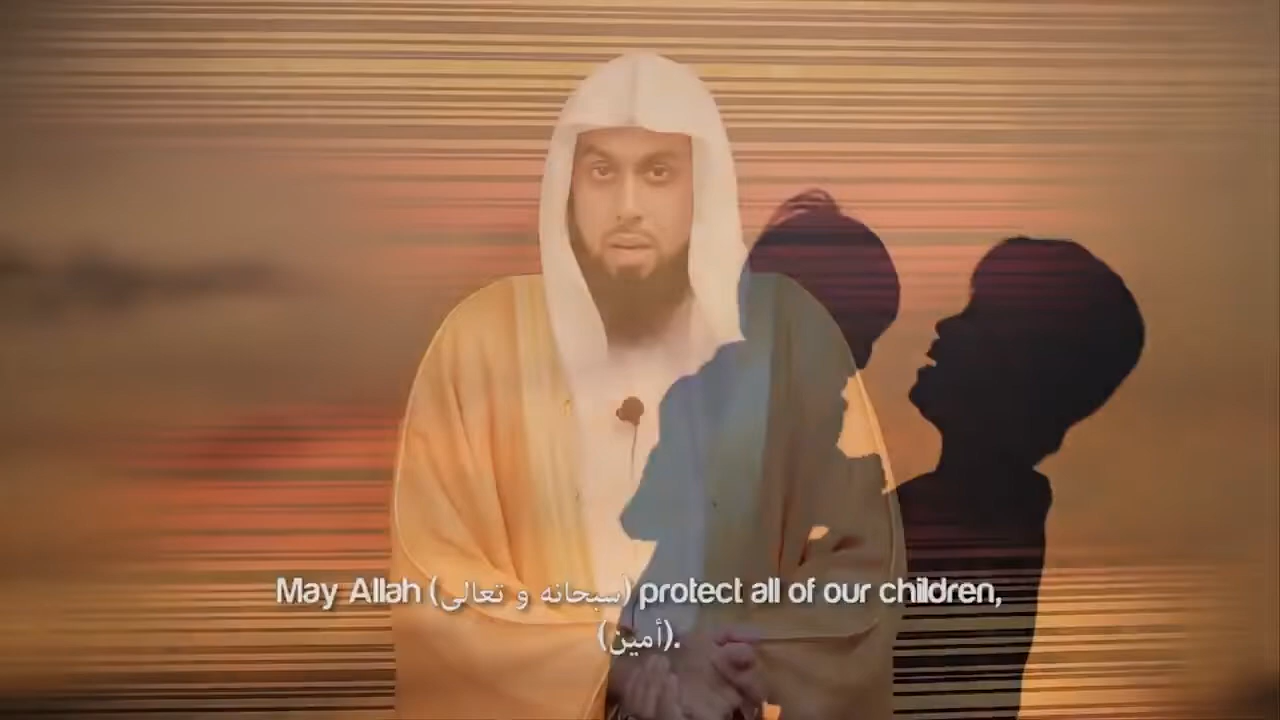 May Allah (سبحانه و تعالى) protect all of our children,
(أمين).